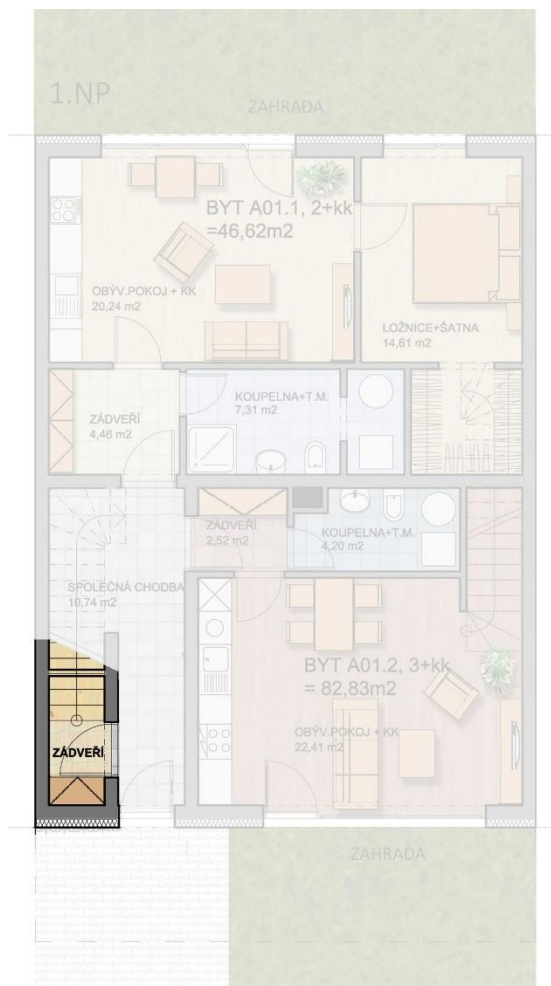 1.NP
ZAHRADA
BYT A01.1, 2+kk
=46,62m2
OBÝV.POKOJ + KK
20,24 m2
LOŽNICE+ŠATNA
14,61 m2
KOUPELNA+T.M.
7,31 m2
ZÁDVEŘÍ
4,46 m2
ZÁDVEŘÍ
2,52 m2
KOUPELNA+T.M.
4,20 m2
SPOLEČNÁ CHODBA
10,74 m2
BYT A01.2, 3+kk
= 82,83m2
OBÝV.POKOJ + KK
22,41 m2
ZÁDVEŘÍ
ZAHRADA